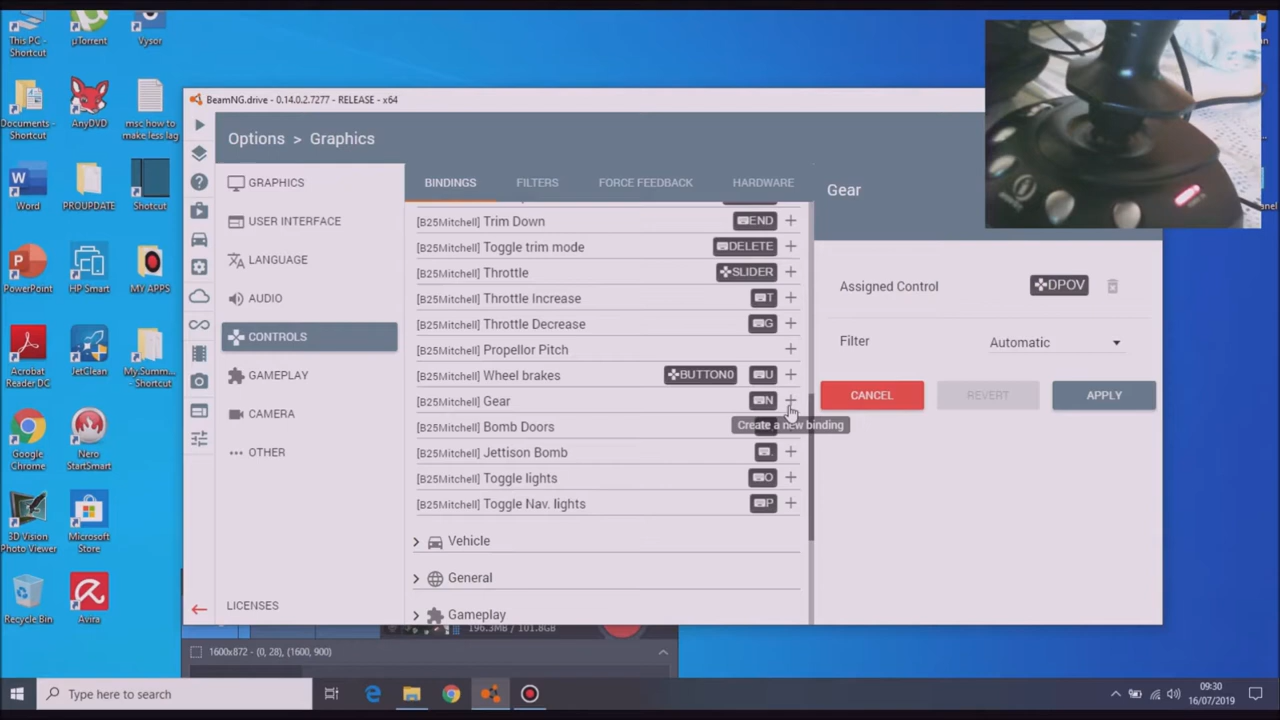 This PC -
Shortcut
µTorrent
Vysor
Documents -
Shortcut
AnyDVD
msc how to
make less lag
Word
PROUPDATE
Shotcut
PowerPoint
HP Smart
MY APPS
Acrobat
Reader DC
JetClean
My.Summ...
- Shortcut
Google
Chrome
Nero
StartSmart
3D Vision
Photo Viewer
Microsoft
Store
Recycle Bin
Avira
BeamNG.drive - 0.14.0.2.7277 - RELEASE - x64
Options > Graphics
GRAPHICS
USER INTERFACE
LANGUAGE
AUDIO
CONTROLS
GAMEPLAY
CAMERA
OTHER
LICENSES
BINDINGS FILTERS FORCE FEEDBACK HARDWARE
[B25Mitchell] Trim Down END
[B25Mitchell] Toggle trim mode DELETE
[B25Mitchell] Throttle SLIDER
[B25Mitchell] Throttle Increase T
[B25Mitchell] Throttle Decrease G
[B25Mitchell] Propellor Pitch
[B25Mitchell] Wheel brakes BUTTON0 U
[B25Mitchell] Gear N
Create a new binding
[B25Mitchell] Bomb Doors
[B25Mitchell] Jettison Bomb .
[B25Mitchell] Toggle lights O
[B25Mitchell] Toggle Nav. lights P
Vehicle
General
Gameplay
Gear
Assigned Control DPOV
Filter Automatic
CANCEL REVERT APPLY
196.3MB / 101.8GB
1600x872 - (0, 28), (1600, 900)
Type here to search
09:30
16/07/2019